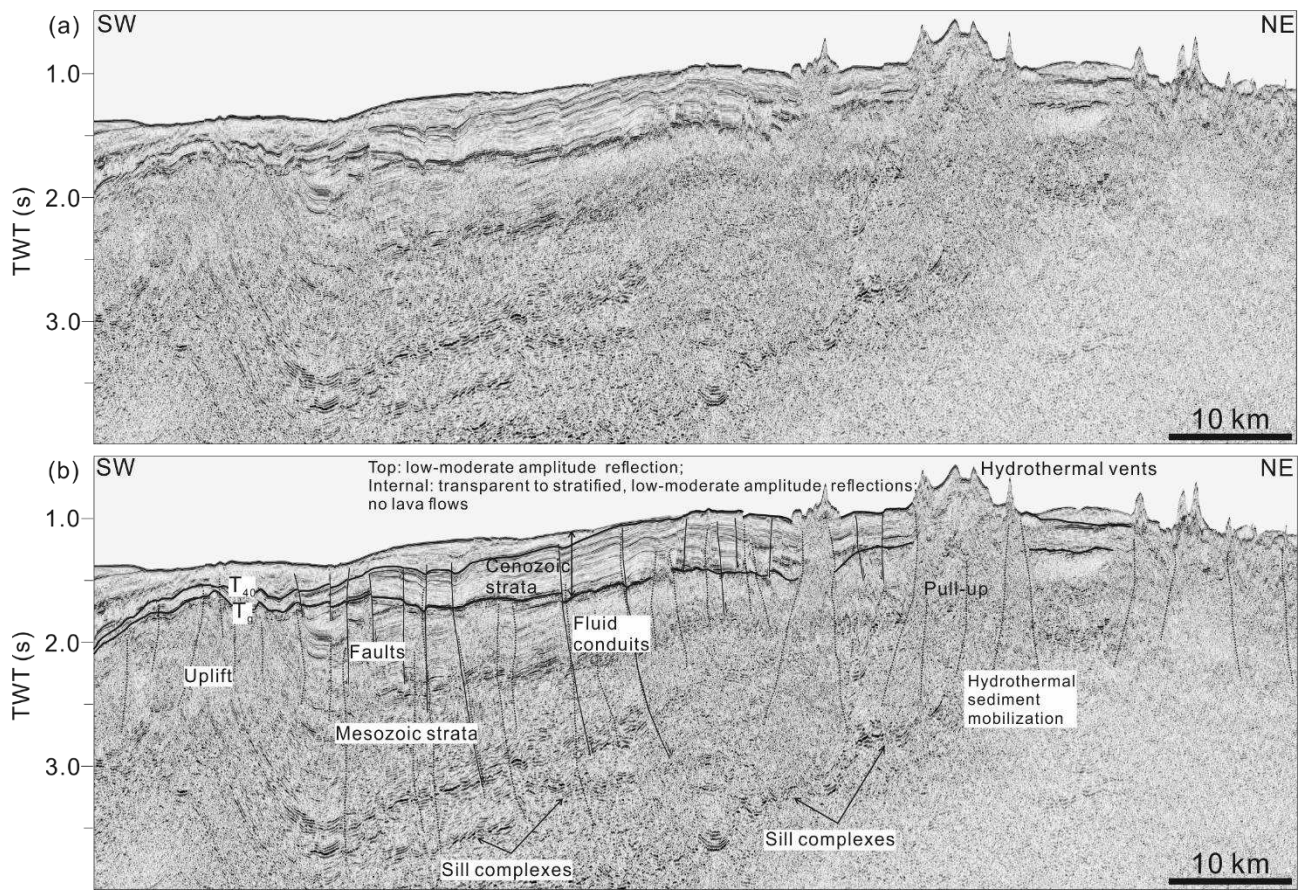 (a)
SW
NE
1.0
2.0
3.0
TWT (s)
10 km
(b)
SW
NE
Top: low-moderate amplitude reflection;
Internal: transparent to stratified, low-moderate amplitude reflections;
no lava flows
Hydrothermal vents
1.0
2.0
3.0
TWT (s)
Cenozoic
strata
T40
Tg
Pull-up
Fluid
conduits
Faults
Uplift
Hydrothermal
sediment
mobilization
Mesozoic strata
Sill complexes
Sill complexes
10 km